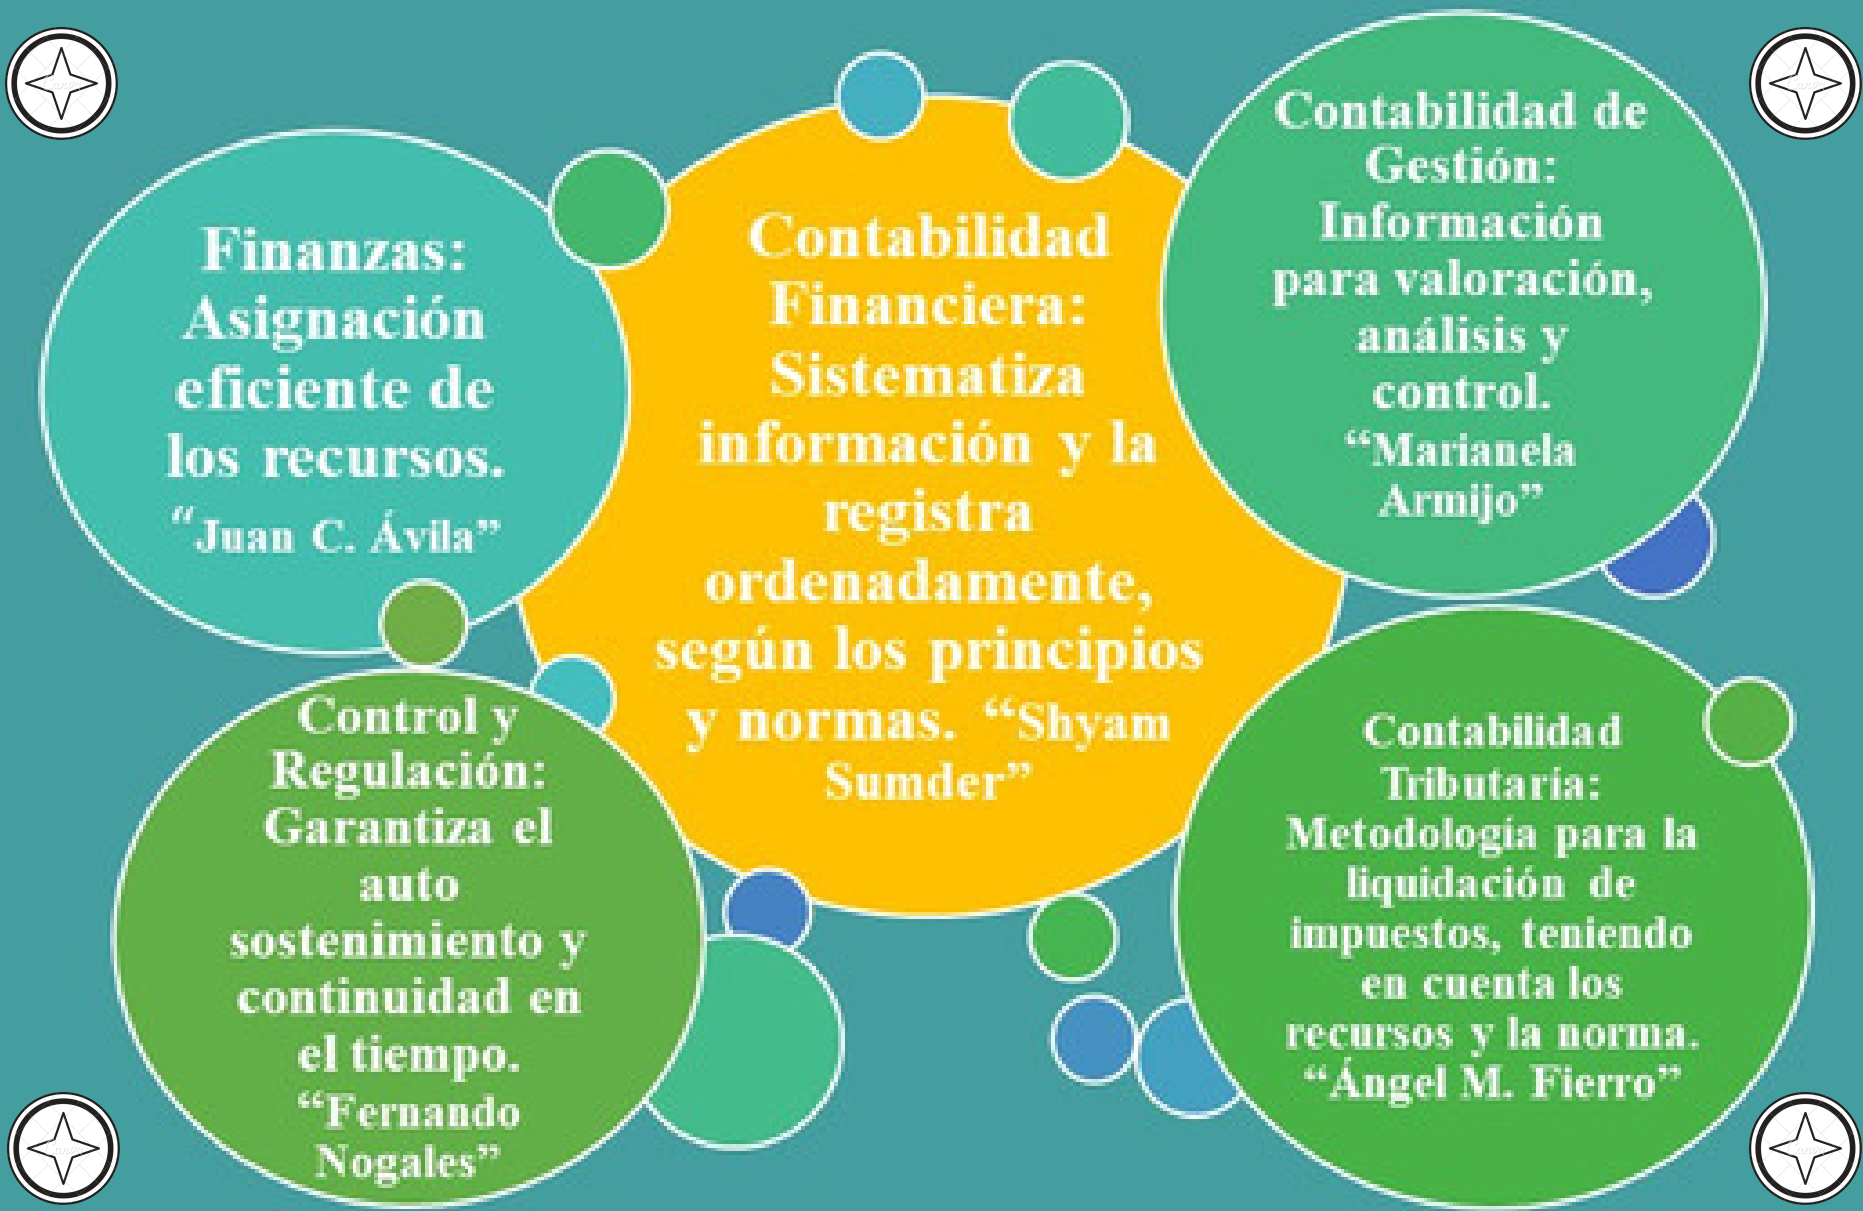 Finanzas:
Asignación
eficiente de
los recursos.
“Juan C. Ávila”
Contabilidad
Financiera:
Sistematiza
información y la
registra
ordenadamente,
según los principios
y normas. “Shyam
Sumder”
Contabilidad de
Gestión:
Información
para valoración,
análisis y
control.
“Marianela
Armijo”
Control y
Regulación:
Garantiza el
auto
sostenimiento y
continuidad en
el tiempo.
“Fernando
Nogales”
Contabilidad
Tributaria:
Metodología para la
liquidación de
impuestos, teniendo
en cuenta los
recursos y la norma.
“Ángel M. Fierro”